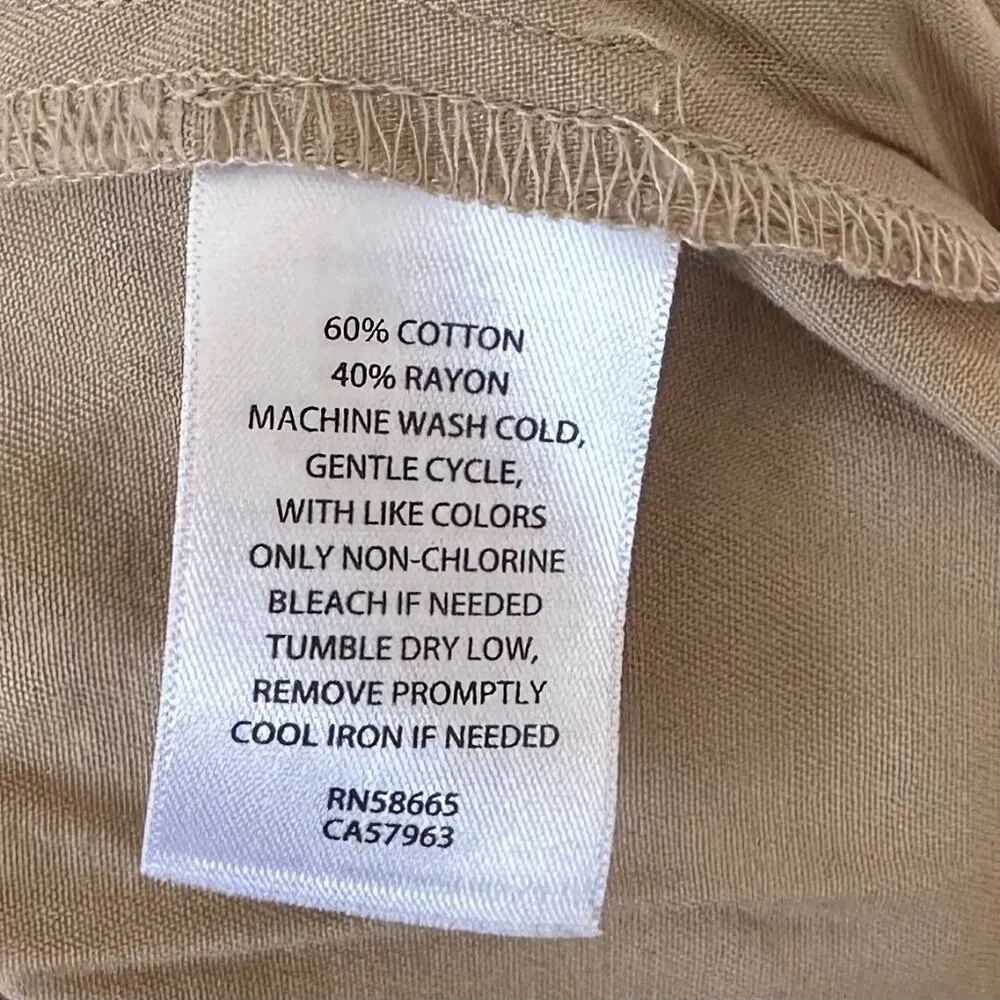 60% COTTON
40% RAYON
MACHINE WASH COLD,
GENTLE CYCLE,
WITH LIKE COLORS
ONLY NON-CHLORINE
BLEACH IF NEEDED
TUMBLE DRY LOW,
REMOVE PROMPTLY
COOL IRON IF NEEDED
RN58665
CA57963